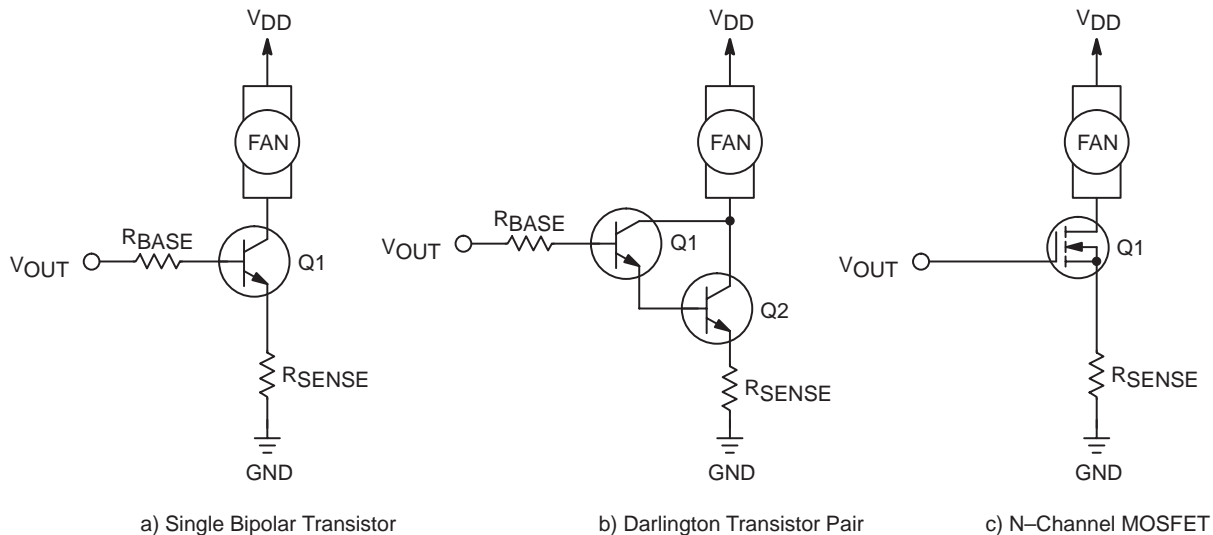 VDD
FAN
RBASE
VOUT
Q1
RSENSE
GND
a) Single Bipolar Transistor
VDD
FAN
RBASE
VOUT
Q1
Q2
RSENSE
GND
b) Darlington Transistor Pair
VDD
FAN
VOUT
Q1
RSENSE
GND
c) N–Channel MOSFET